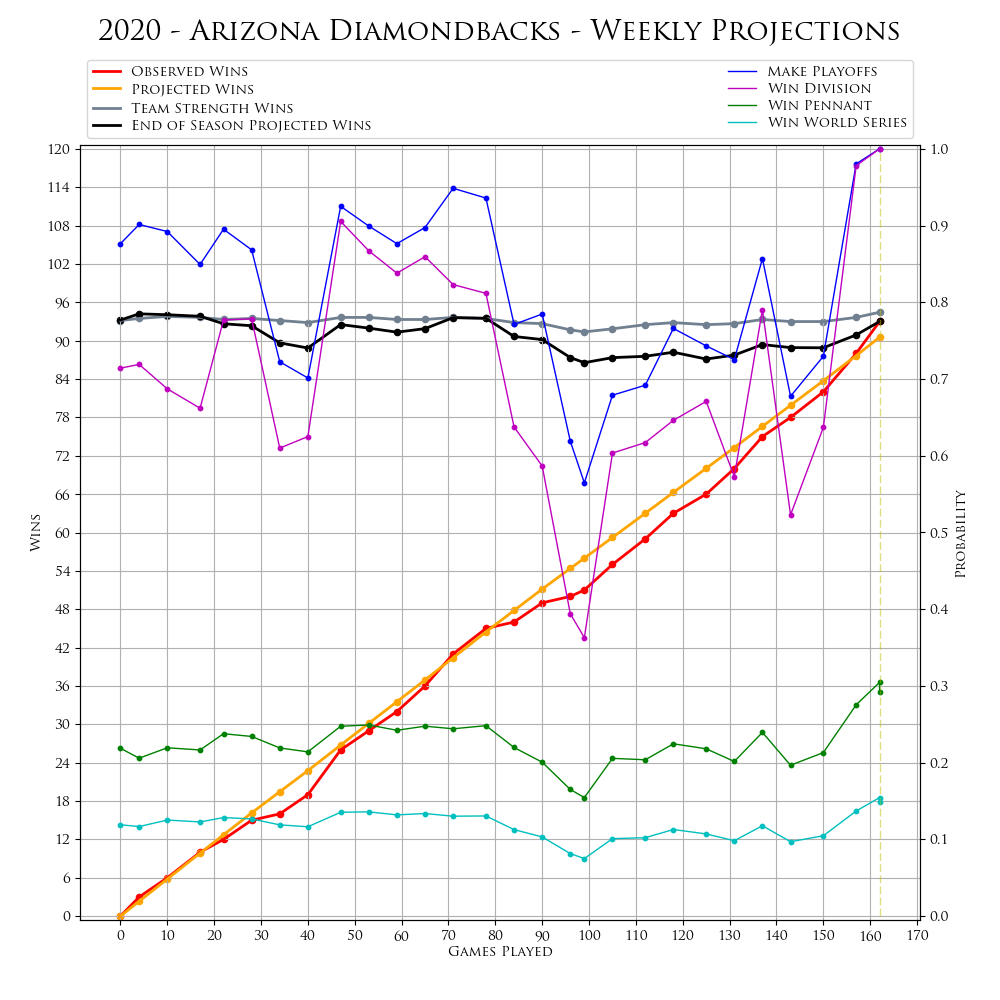 2020 - Arizona Diamondbacks - Weekly Projections
Observed Wins
Projected Wins
Team Strength Wins
End of Season Projected Wins
Make Playoffs
Win Division
Win Pennant
Win World Series
120
114
108
102
96
90
84
78
72
66
60
54
48
42
36
30
24
18
12
6
0
Wins
1.0
0.9
0.8
0.7
0.6
0.5
0.4
0.3
0.2
0.1
0.0
Probability
0 10 20 30 40 50 60 70 80 90 100 110 120 130 140 150 160 170
Games Played